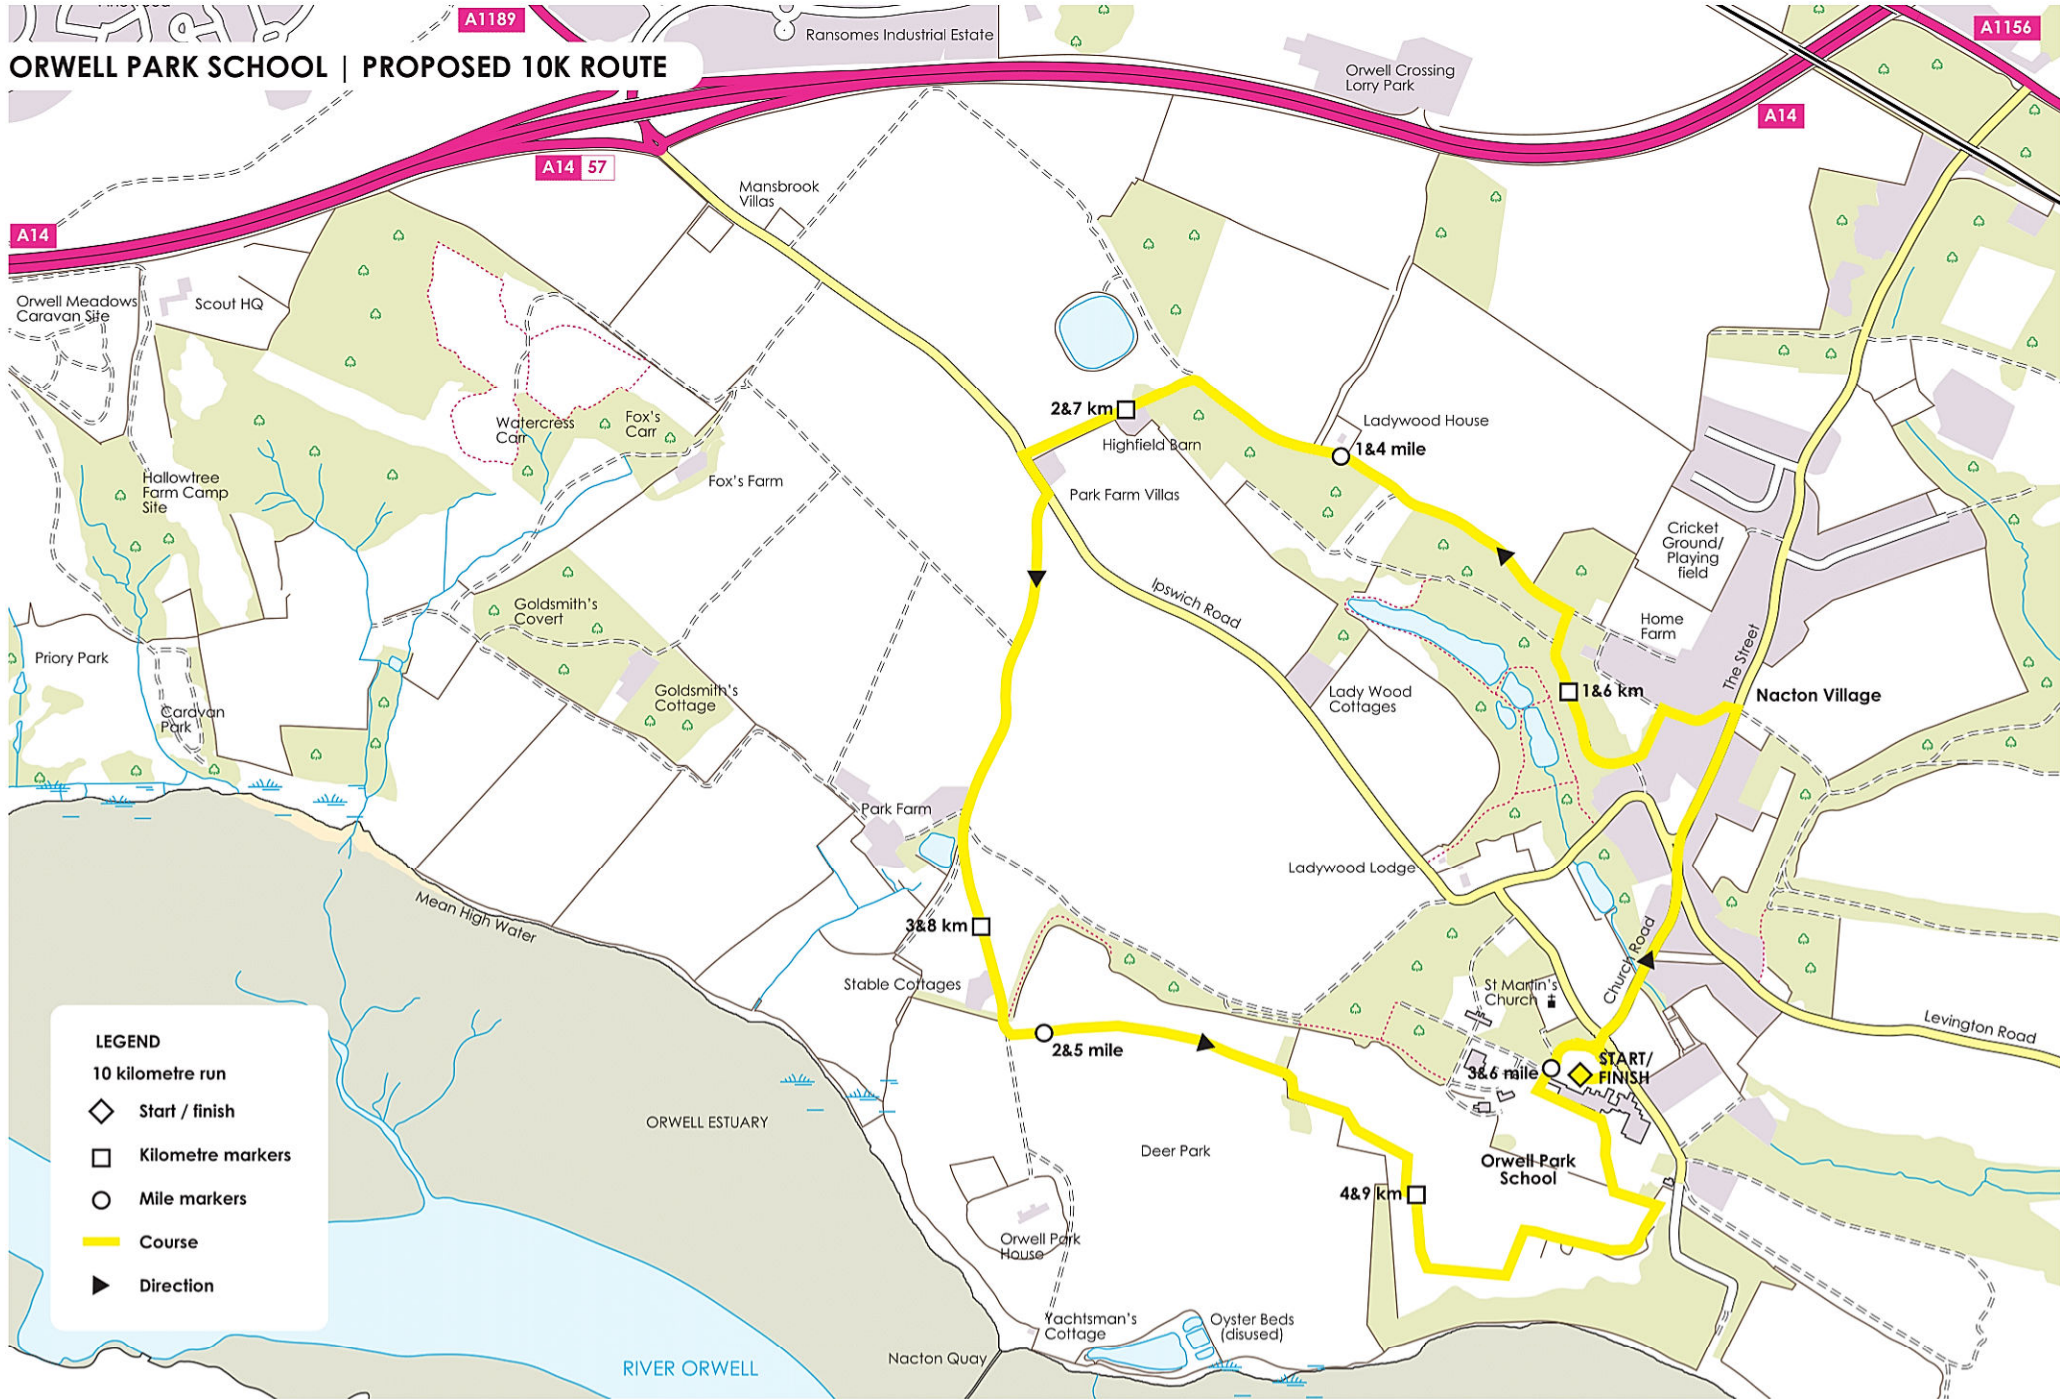 A1189
Ransomes Industrial Estate
A1156
ORWELL PARK SCHOOL | PROPOSED 10K ROUTE
Orwell Crossing
Lorry Park
A14
A14 57
Mansbrook
Villas
A14
Orwell Meadows
Caravan Site
Scout HQ
2&7 km
Ladywood House
Watercress
Carr
Fox's
Carr
Highfield Barn
1&4 mile
Hallowtree
Farm Camp
Site
Fox's Farm
Park Farm Villas
Cricket
Ground/
Playing
field
Ipswich Road
Goldsmith's
Covert
Home
Farm
Priory Park
The Street
Goldsmith's
Cottage
Lady Wood
Cottages
1&6 km
Nacton Village
Caravan
Park
Park Farm
Ladywood Lodge
Mean High Water
3&8 km
Church Road
Stable Cottages
St Martin's
Church
Levington Road
LEGEND
10 kilometre run
Start / finish
Kilometre markers
Mile markers
Course
Direction
2&5 mile
3&6 mile
START/
FINISH
ORWELL ESTUARY
Deer Park
Orwell Park
School
4&9 km
Orwell Park
House
Yachtsman's
Cottage
Oyster Beds
(disused)
Nacton Quay
RIVER ORWELL